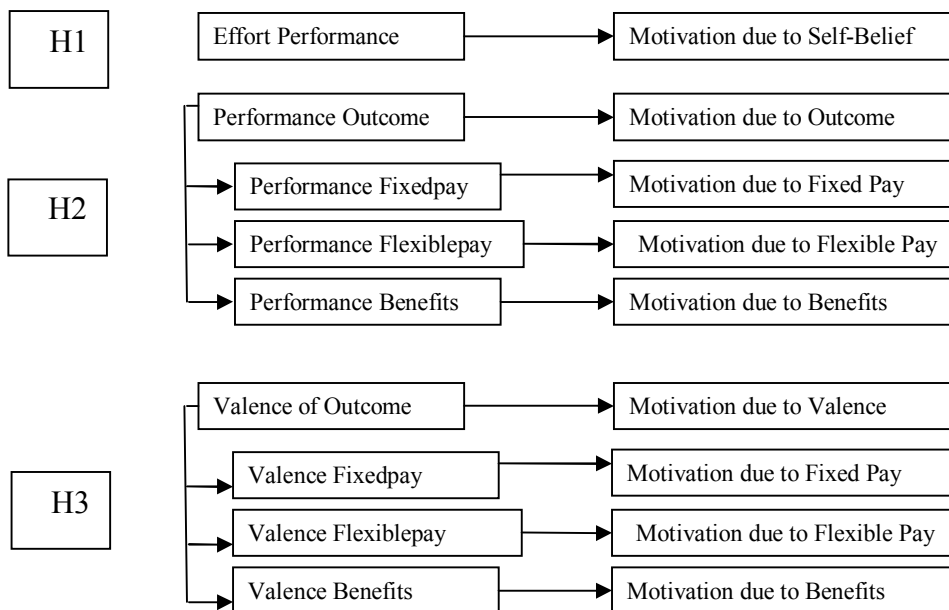 H1
Effort Performance
Motivation due to Self-Belief
Performance Outcome
Motivation due to Outcome
H2
Performance Fixedpay
Motivation due to Fixed Pay
Performance Flexiblepay
Motivation due to Flexible Pay
Performance Benefits
Motivation due to Benefits
Valence of Outcome
Motivation due to Valence
H3
Valence Fixedpay
Motivation due to Fixed Pay
Valence Flexiblepay
Motivation due to Flexible Pay
Valence Benefits
Motivation due to Benefits